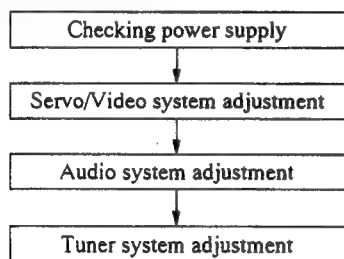 Checking power supply
Servo/Video system adjustment
Audio system adjustment
Tuner system adjustment